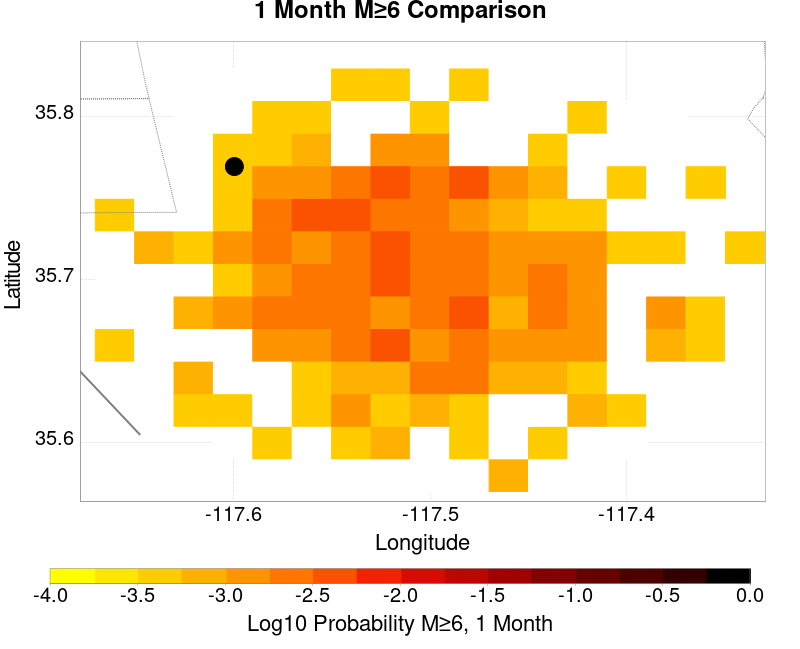 1 Month M≥6 Comparison
35.8
35.7
35.6
Latitude
-117.6 -117.5 -117.4
Longitude
-4.0 -3.5 -3.0 -2.5 -2.0 -1.5 -1.0 -0.5 0.0
Log10 Probability M≥6, 1 Month